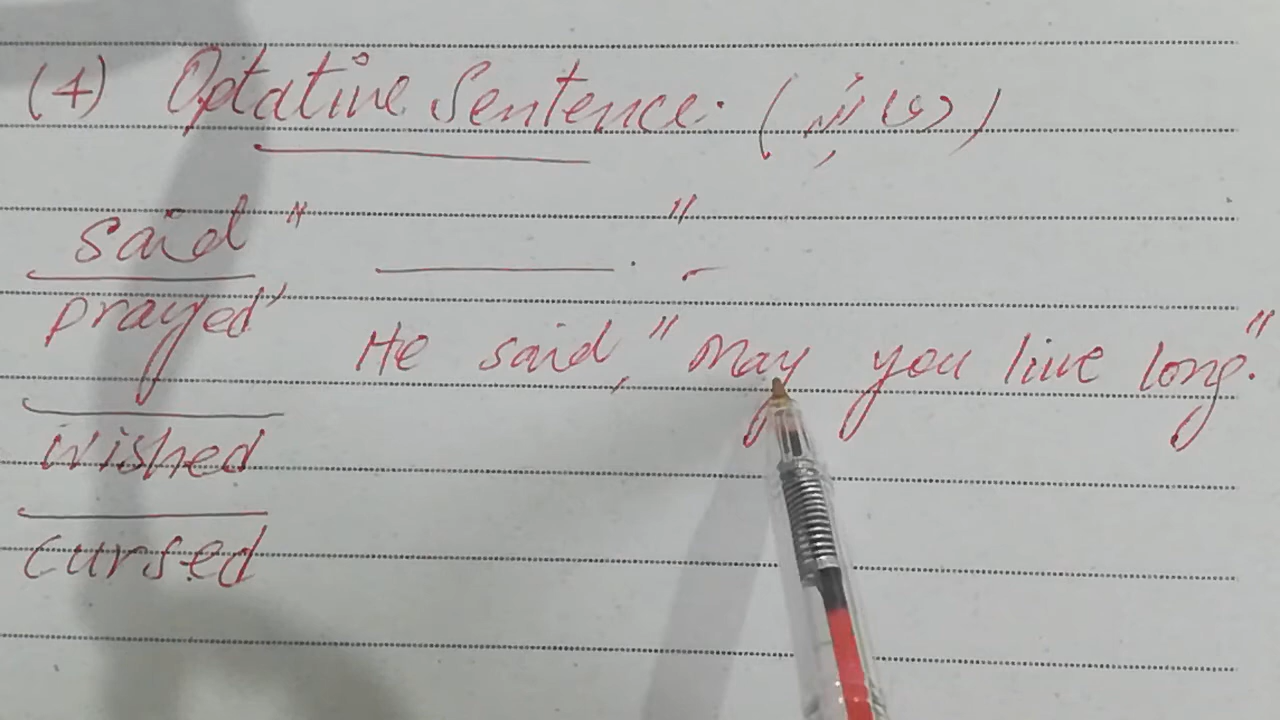 (4) Optative Sentence. (
said " ——— . "
prayed
He said, "May you live long."
wished
cursed